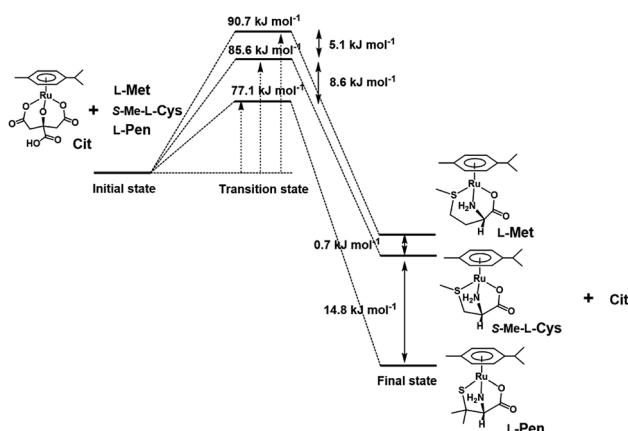 90.7 kJ mol-1
5.1 kJ mol-1
85.6 kJ mol-1
8.6 kJ mol-1
77.1 kJ mol-1
Ru
O
O
O
O
O
HO
O
Cit
+
L-Met
S-Me-L-Cys
L-Pen
Initial state
Transition state
Ru
S
O
H2N
O
H
L-Met
0.7 kJ mol-1
Ru
S
O
H2N
O
H
S-Me-L-Cys
+ Cit
14.8 kJ mol-1
Final state
Ru
S
O
H2N
O
H
L-Pen